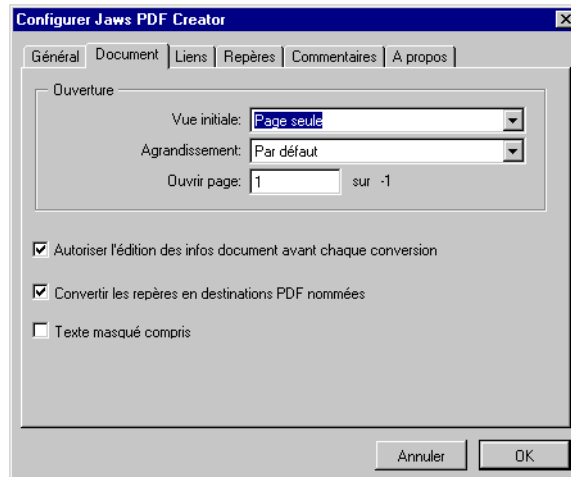 Configurer Jaws PDF Creator
Général Document Liens Repères Commentaires A propos
Ouverture
Vue initiale: Page seule
Agrandissement: Par défaut
Ouvrir page: 1 sur -1
Autoriser l'édition des infos document avant chaque conversion
Convertir les repères en destinations PDF nommées
Texte masqué compris
Annuler OK